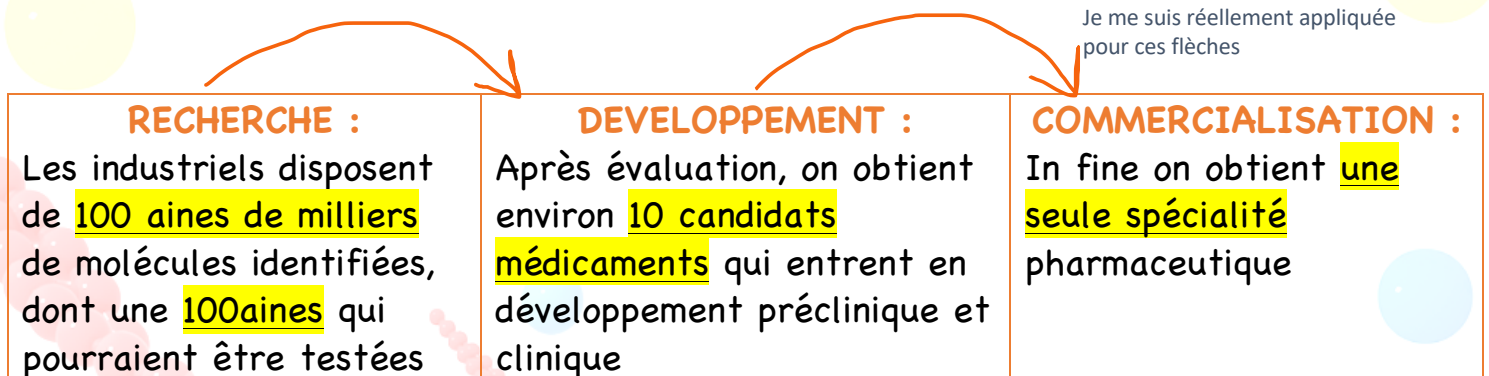 Je me suis réellement appliquée
pour ces flèches
RECHERCHE :
Les industriels disposent
de 100 aines de milliers
de molécules identifiées,
dont une 100aines qui
pourraient être testées
DEVELOPPEMENT :
Après évaluation, on obtient
environ 10 candidats
médicaments qui entrent en
développement préclinique et
clinique
COMMERCIALISATION :
In fine on obtient une
seule spécialité
pharmaceutique